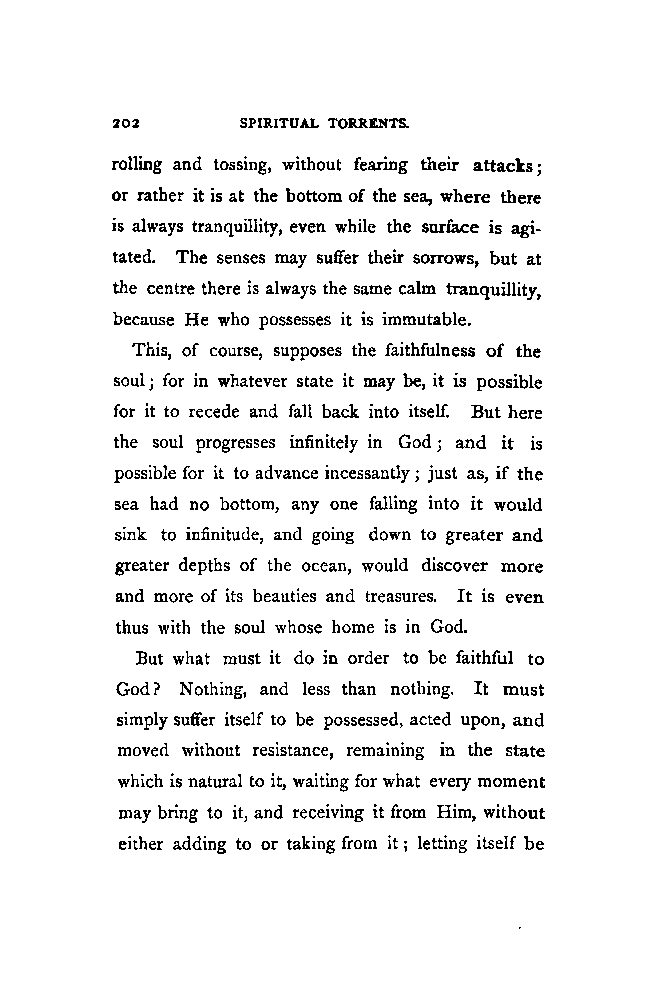 202 SPIRITUAL TORRENTS.
rolling and tossing, without fearing their attacks;
or rather it is at the bottom of the sea, where there
is always tranquillity, even while the surface is agi-
tated. The senses may suffer their sorrows, but at
the centre there is always the same calm tranquillity,
because He who possesses it is immutable.
This, of course, supposes the faithfulness of the
soul; for in whatever state it may be, it is possible
for it to recede and fall back into itself. But here
the soul progresses infinitely in God; and it is
possible for it to advance incessantly; just as, if the
sea had no bottom, any one falling into it would
sink to infinitude, and going down to greater and
greater depths of the ocean, would discover more
and more of its beauties and treasures. It is even
thus with the soul whose home is in God.
But what must it do in order to be faithful to
God? Nothing, and less than nothing. It must
simply suffer itself to be possessed, acted upon, and
moved without resistance, remaining in the state
which is natural to it, waiting for what every moment
may bring to it, and receiving it from Him, without
either adding to or taking from it; letting itself be